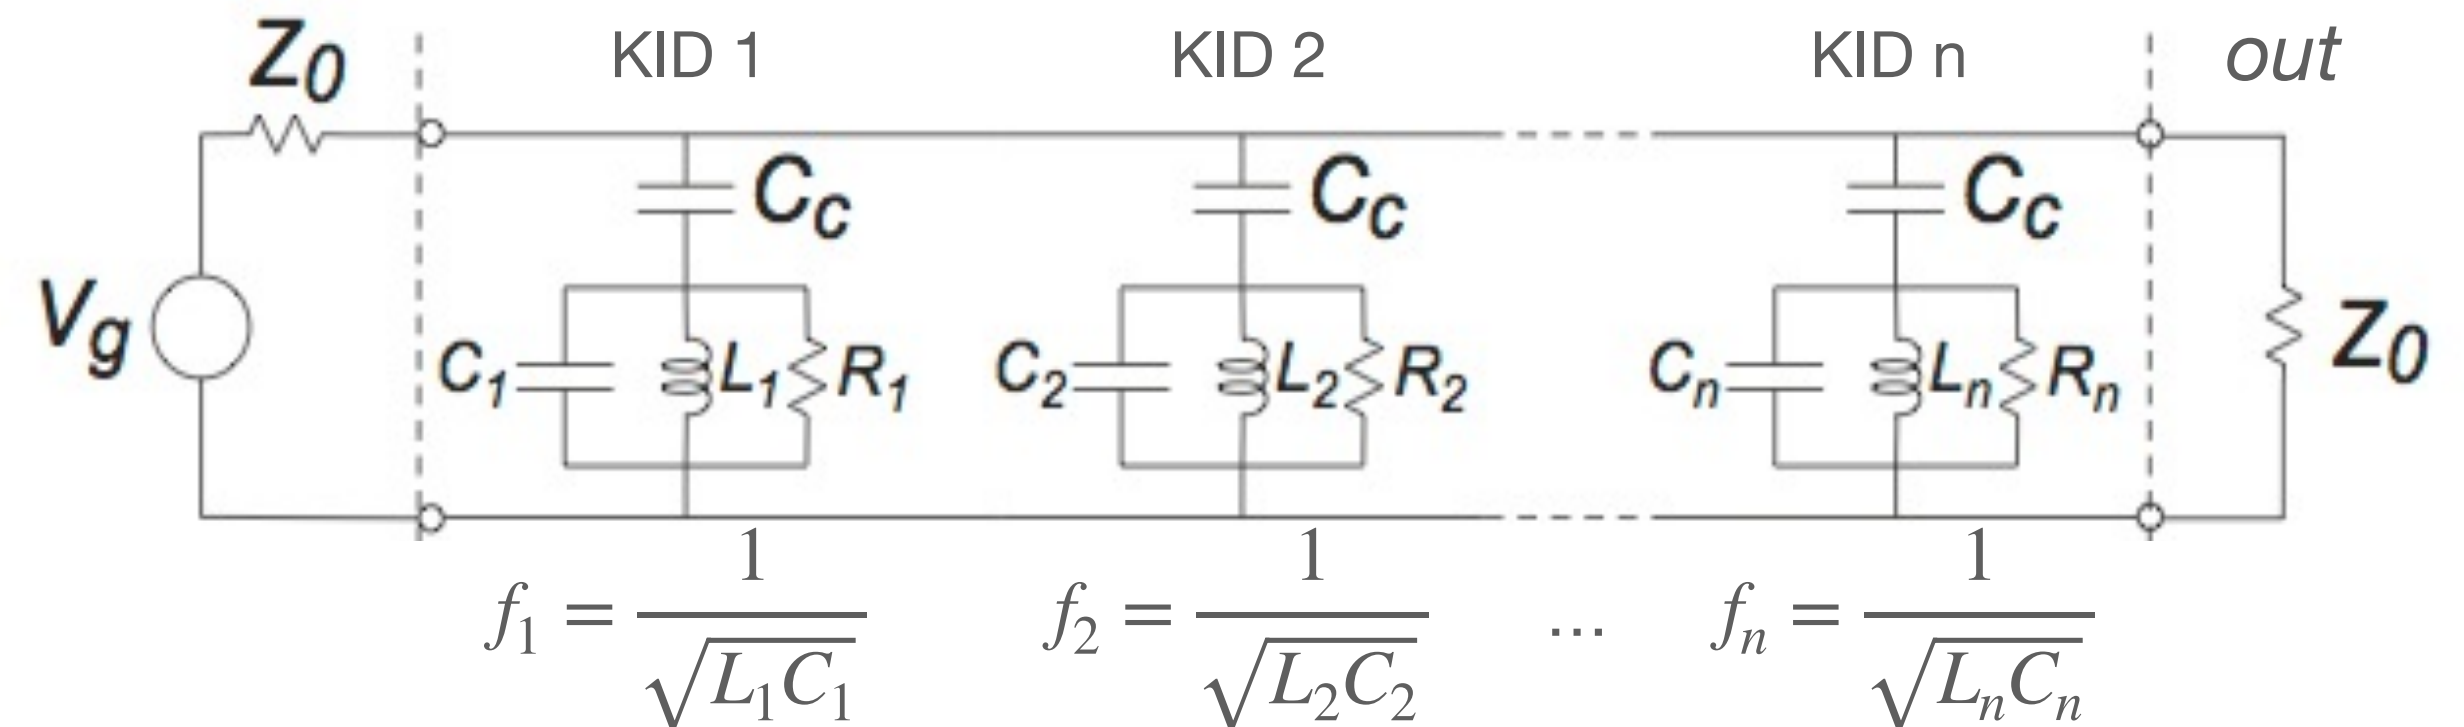 Z0 KID 1 KID 2 KID n out
Cc Cc Cc
Vg C1 L1 R1 C2 L2 R2 Cn Ln Rn Z0
f1 = 1/√L1C1 f2 = 1/√L2C2 ... fn = 1/√LnCn